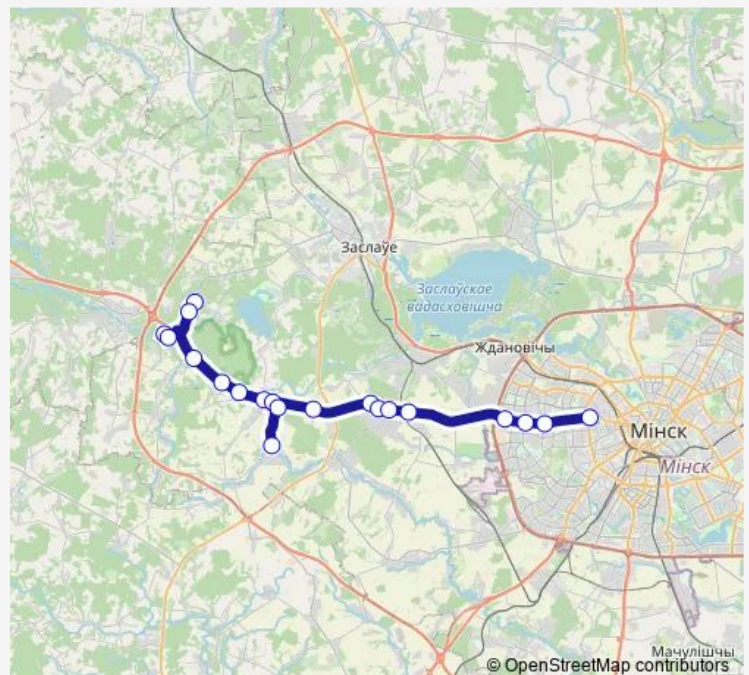 Заслаўе
Заслаўскае
вадасховішча
Ждановічы
Мінск
Мінск
Мачулішчы
© OpenStreetMap contributors